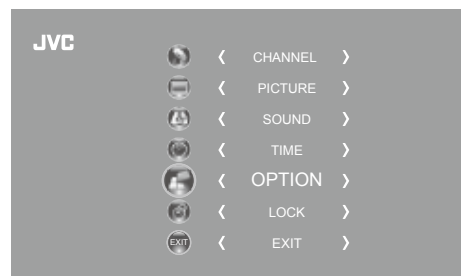 JVC
CHANNEL
PICTURE
SOUND
TIME
OPTION
LOCK
EXIT EXIT